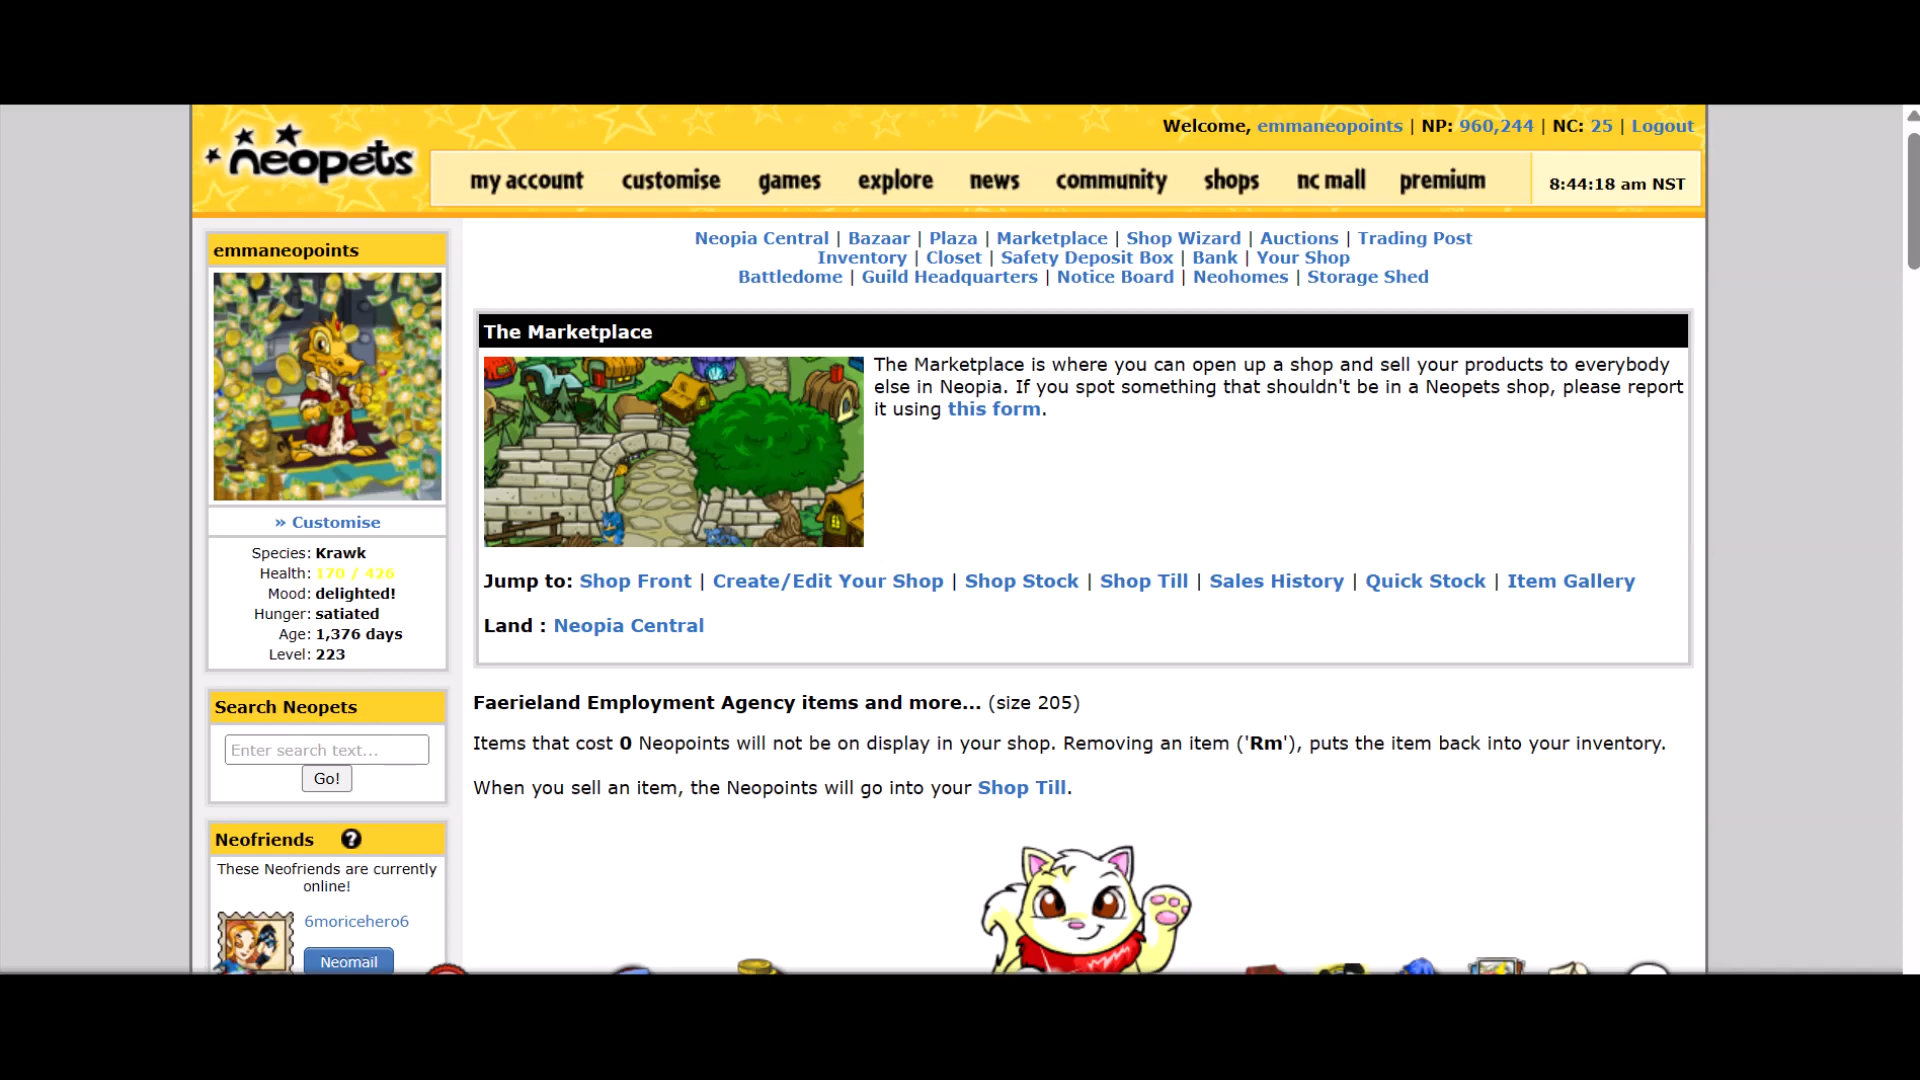 neopets
Welcome, emmaneopoints | NP: 960,244 | NC: 25 | Logout
my account customise games explore news community shops nc mall premium 8:44:18 am NST
emmaneopoints
» Customise
Species: Krawk
Health: 170 / 426
Mood: delighted!
Hunger: satiated
Age: 1,376 days
Level: 223
Search Neopets
Enter search text...
Go!
Neofriends ?
These Neofriends are currently
online!
6moricehero6
Neomail
Neopia Central | Bazaar | Plaza | Marketplace | Shop Wizard | Auctions | Trading Post
Inventory | Closet | Safety Deposit Box | Bank | Your Shop
Battledome | Guild Headquarters | Notice Board | Neohomes | Storage Shed
The Marketplace
The Marketplace is where you can open up a shop and sell your products to everybody
else in Neopia. If you spot something that shouldn't be in a Neopets shop, please report
it using this form.
Jump to: Shop Front | Create/Edit Your Shop | Shop Stock | Shop Till | Sales History | Quick Stock | Item Gallery
Land : Neopia Central
Faerieland Employment Agency items and more... (size 205)
Items that cost 0 Neopoints will not be on display in your shop. Removing an item ('Rm'), puts the item back into your inventory.
When you sell an item, the Neopoints will go into your Shop Till.